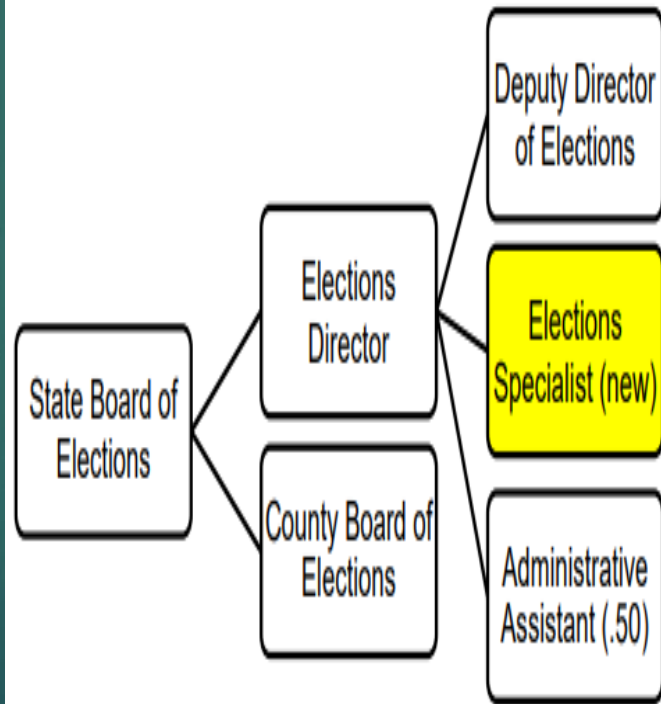 State Board of
Elections
Elections
Director
County Board of
Elections
Deputy Director
of Elections
Elections
Specialist (new)
Administrative
Assistant (.50)